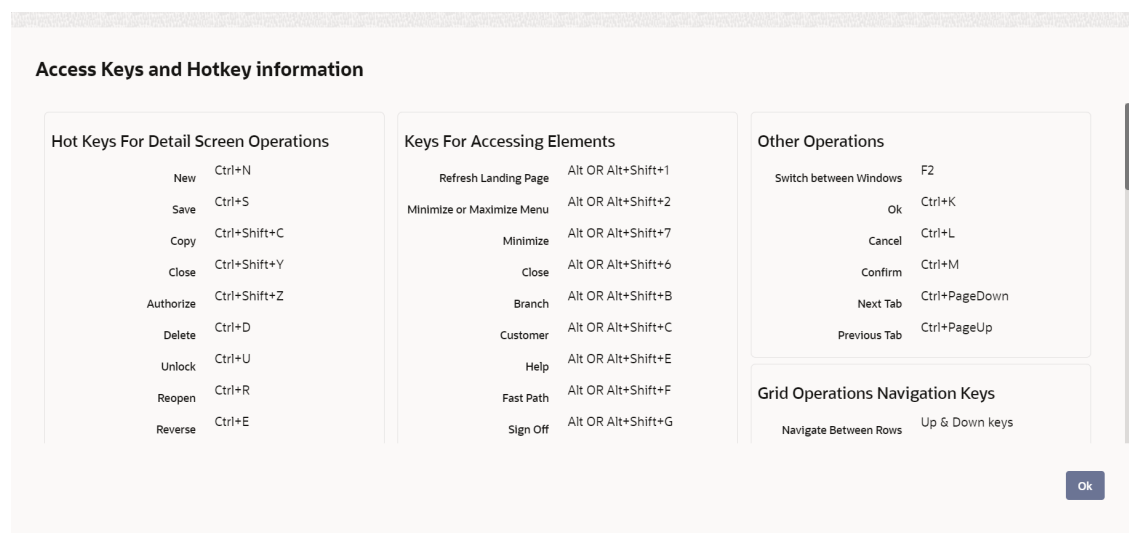 Access Keys and Hotkey information
Hot Keys For Detail Screen Operations
New Ctrl+N
Save Ctrl+S
Copy Ctrl+Shift+C
Close Ctrl+Shift+Y
Authorize Ctrl+Shift+Z
Delete Ctrl+D
Unlock Ctrl+U
Reopen Ctrl+R
Reverse Ctrl+E
Keys For Accessing Elements
Refresh Landing Page Alt OR Alt+Shift+1
Minimize or Maximize Menu Alt OR Alt+Shift+2
Minimize Alt OR Alt+Shift+7
Close Alt OR Alt+Shift+6
Branch Alt OR Alt+Shift+B
Customer Alt OR Alt+Shift+C
Help Alt OR Alt+Shift+E
Fast Path Alt OR Alt+Shift+F
Sign Off Alt OR Alt+Shift+G
Other Operations
Switch between Windows F2
Ok Ctrl+K
Cancel Ctrl+L
Confirm Ctrl+M
Next Tab Ctrl+PageDown
Previous Tab Ctrl+PageUp
Grid Operations Navigation Keys
Navigate Between Rows Up & Down keys
Ok